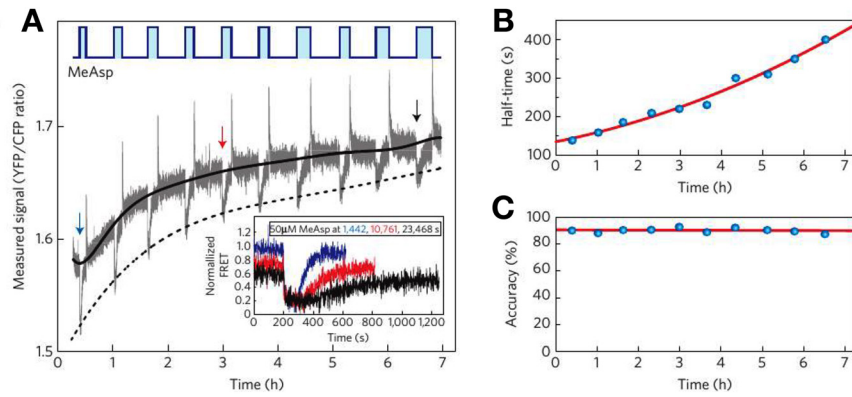 A
MeAsp
Measured signal (YFP/CFP ratio)
1.7
1.6
1.5
0 1 2 3 4 5 6 7
Time (h)
50μM MeAsp at 1,442, 10,761, 23,468 s
Normallized
FRET
1.2
1.0
0.8
0.6
0.4
0.2
0
0 200 400 600 800 1,000 1,200
Time (s)
B
Half-time (s)
400
300
200
100
0 1 2 3 4 5 6 7
Time (h)
C
Accuracy (%)
100
80
60
40
20
0
0 1 2 3 4 5 6 7
Time (h)